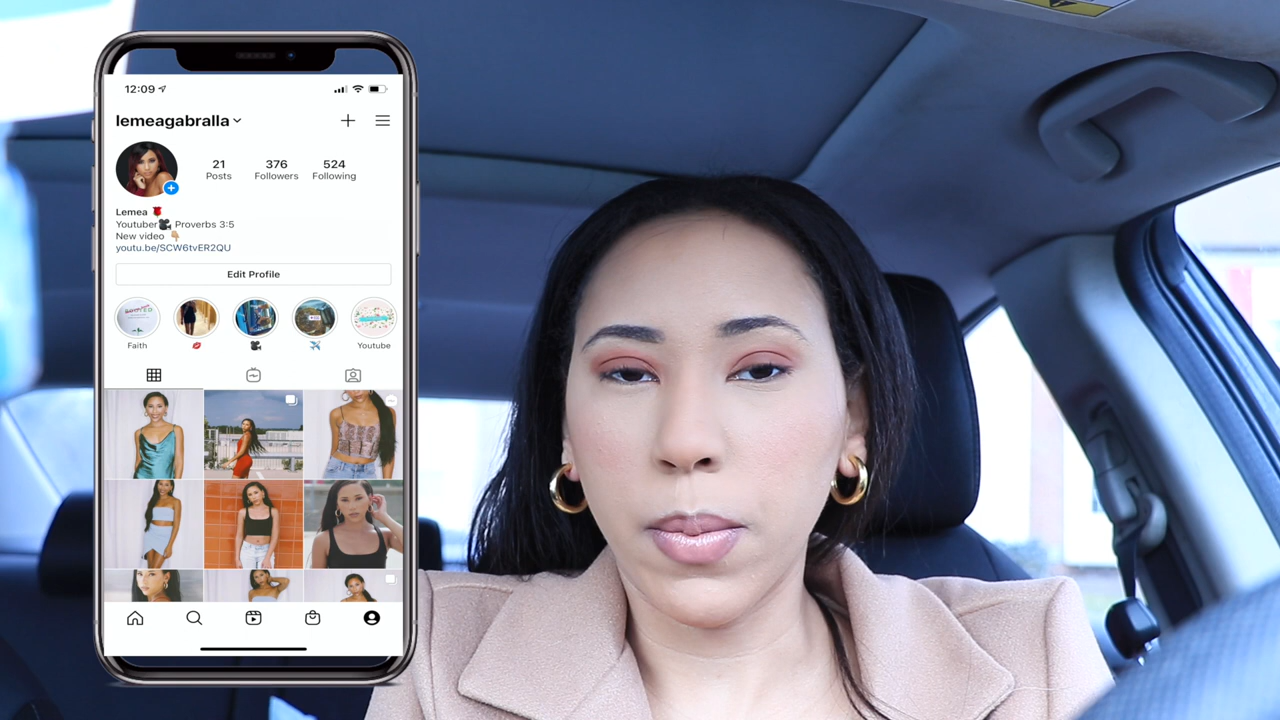 12:09
lemeagabralla
21 376 524
Posts Followers Following
Lemea 🌹
Youtuber🎥 Proverbs 3:5
New video 👇🏼
youtu.be/SCW6tvER2QU
Edit Profile
Faith 💋 🎥 ✈️ Youtube